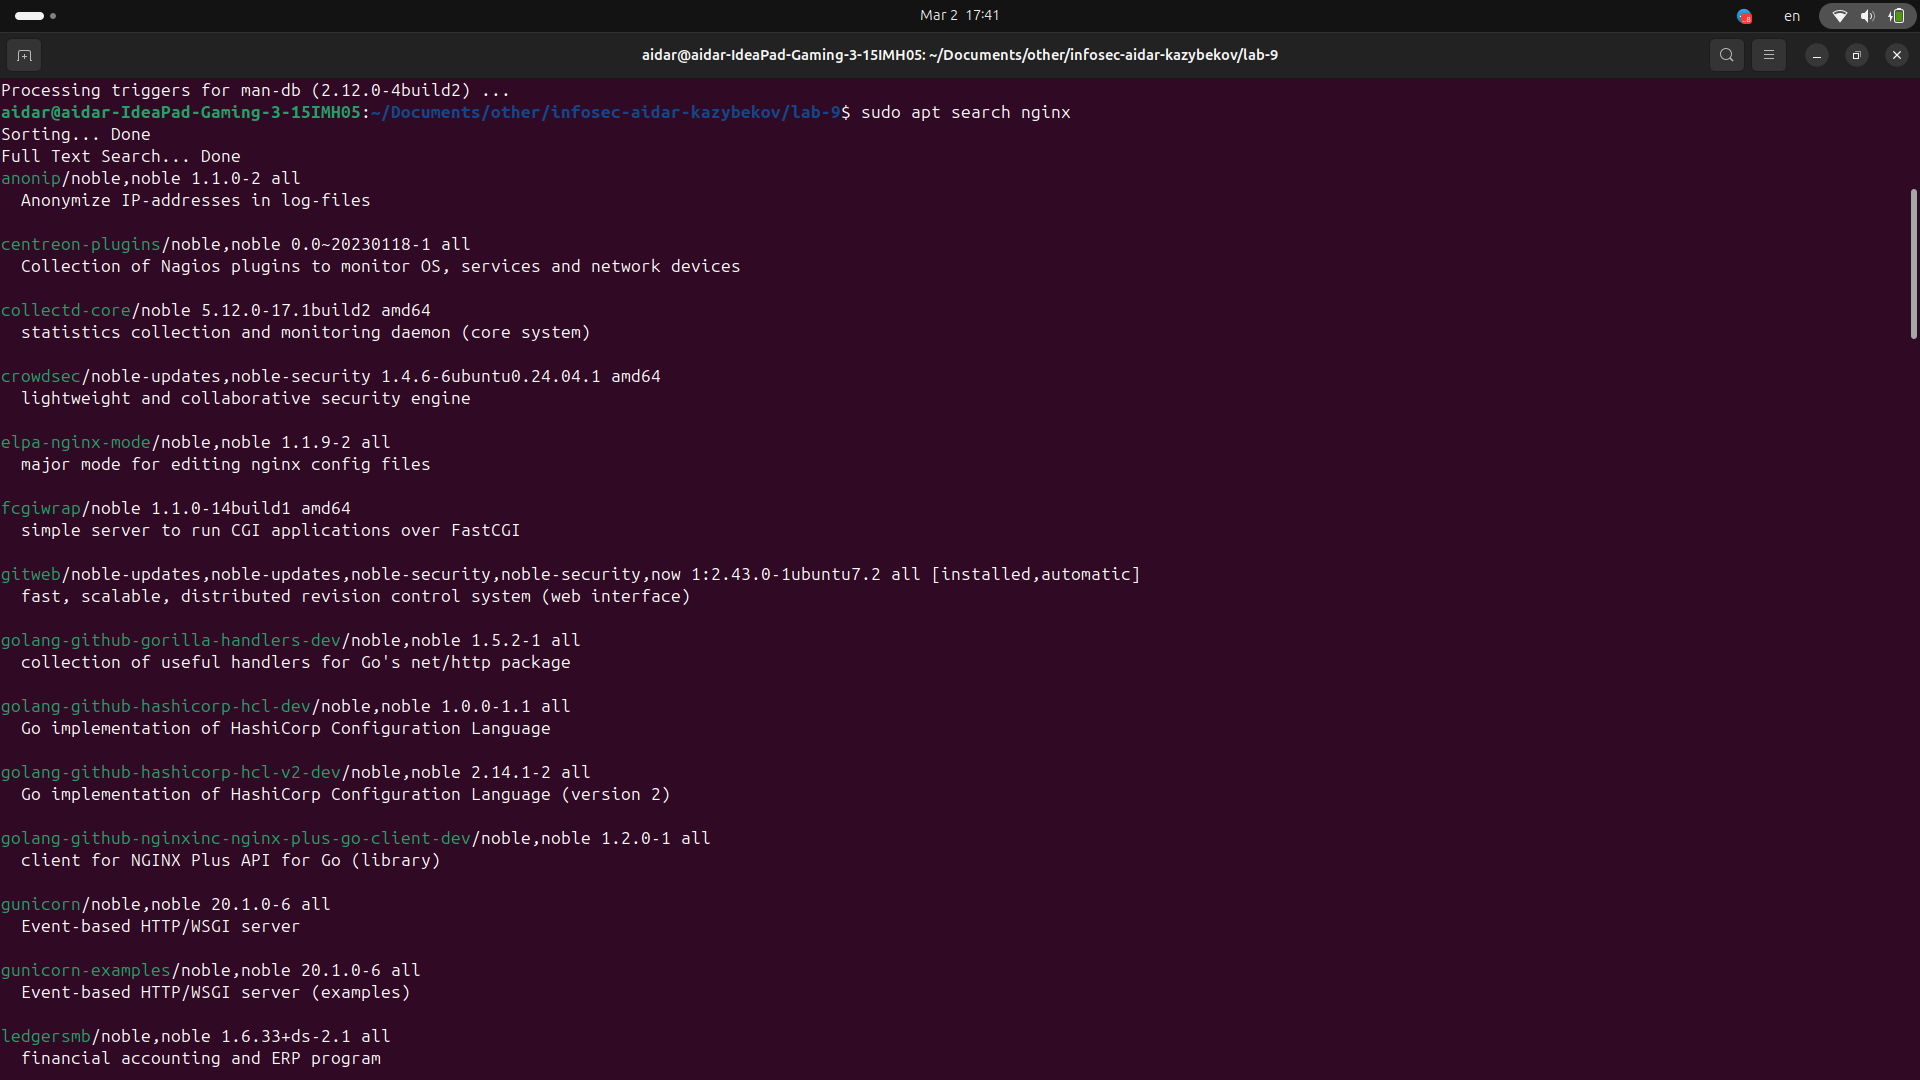 Mar 2 17:41
en
aidar@aidar-IdeaPad-Gaming-3-15IMH05: ~/Documents/other/infosec-aidar-kazybekov/lab-9
Processing triggers for man-db (2.12.0-4build2) ...
aidar@aidar-IdeaPad-Gaming-3-15IMH05:~/Documents/other/infosec-aidar-kazybekov/lab-9$ sudo apt search nginx
Sorting... Done
Full Text Search... Done
anonip/noble,noble 1.1.0-2 all
  Anonymize IP-addresses in log-files

centreon-plugins/noble,noble 0.0~20230118-1 all
  Collection of Nagios plugins to monitor OS, services and network devices

collectd-core/noble 5.12.0-17.1build2 amd64
  statistics collection and monitoring daemon (core system)

crowdsec/noble-updates,noble-security 1.4.6-6ubuntu0.24.04.1 amd64
  lightweight and collaborative security engine

elpa-nginx-mode/noble,noble 1.1.9-2 all
  major mode for editing nginx config files

fcgiwrap/noble 1.1.0-14build1 amd64
  simple server to run CGI applications over FastCGI

gitweb/noble-updates,noble-updates,noble-security,noble-security,now 1:2.43.0-1ubuntu7.2 all [installed,automatic]
  fast, scalable, distributed revision control system (web interface)

golang-github-gorilla-handlers-dev/noble,noble 1.5.2-1 all
  collection of useful handlers for Go's net/http package

golang-github-hashicorp-hcl-dev/noble,noble 1.0.0-1.1 all
  Go implementation of HashiCorp Configuration Language

golang-github-hashicorp-hcl-v2-dev/noble,noble 2.14.1-2 all
  Go implementation of HashiCorp Configuration Language (version 2)

golang-github-nginxinc-nginx-plus-go-client-dev/noble,noble 1.2.0-1 all
  client for NGINX Plus API for Go (library)

gunicorn/noble,noble 20.1.0-6 all
  Event-based HTTP/WSGI server

gunicorn-examples/noble,noble 20.1.0-6 all
  Event-based HTTP/WSGI server (examples)

ledgersmb/noble,noble 1.6.33+ds-2.1 all
  financial accounting and ERP program